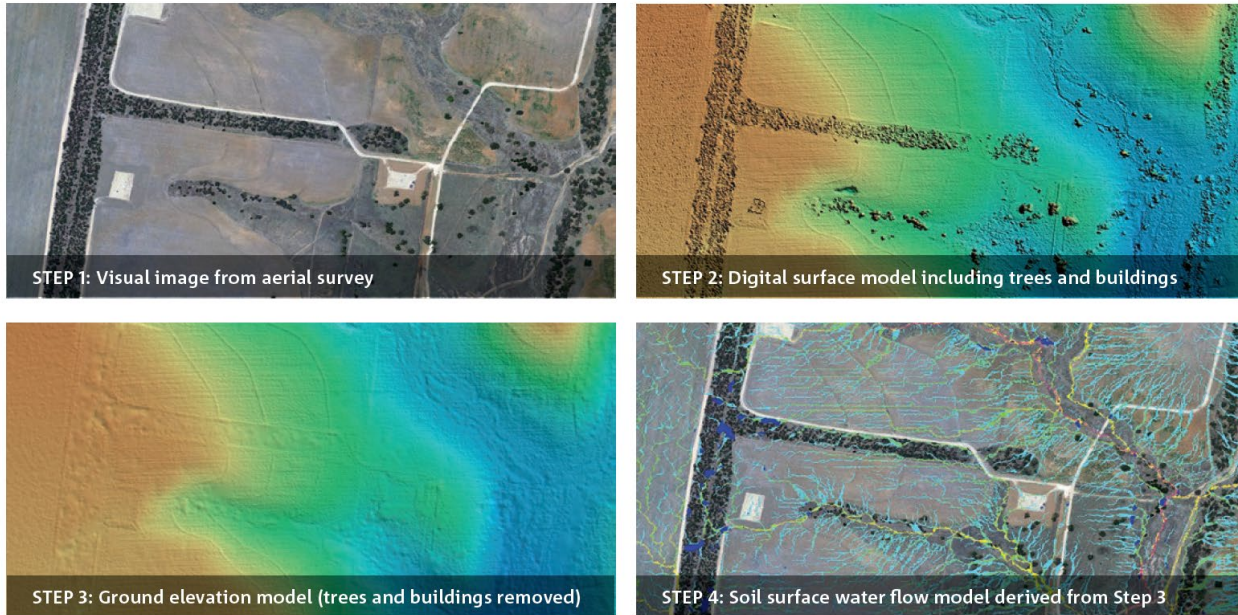 STEP 1: Visual image from aerial survey
STEP 2: Digital surface model including trees and buildings
STEP 3: Ground elevation model (trees and buildings removed)
STEP 4: Soil surface water flow model derived from Step 3